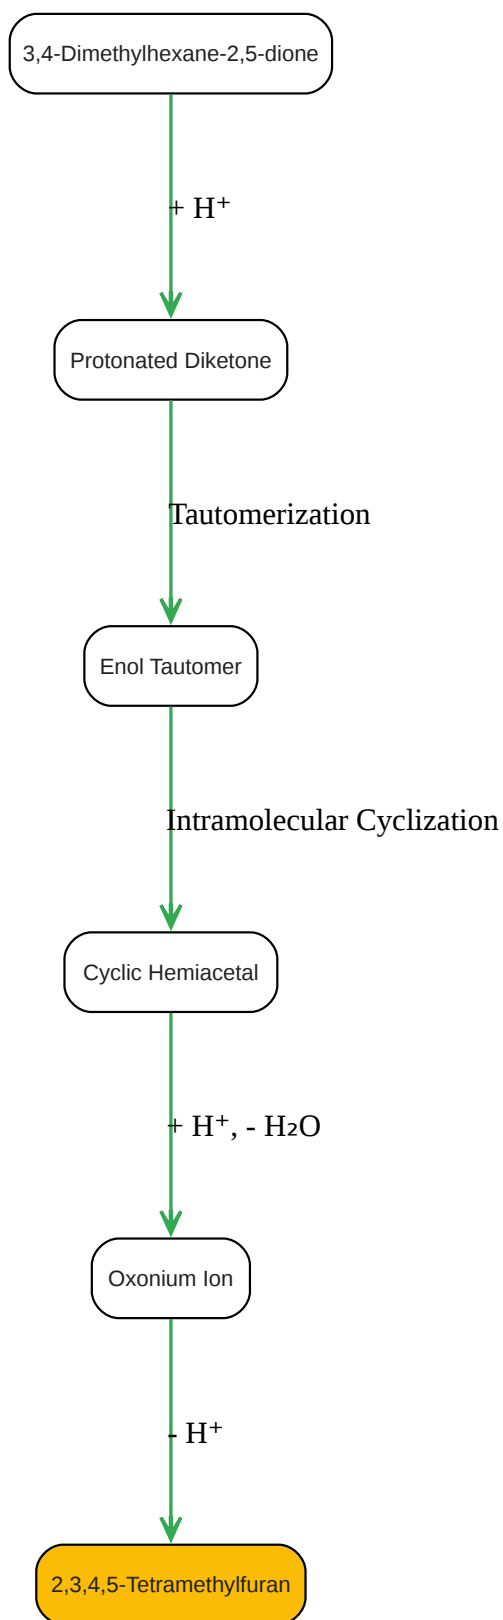 3,4-Dimethylhexane-2,5-dione
+ H⁺
Protonated Diketone
Tautomerization
Enol Tautomer
Intramolecular Cyclization
Cyclic Hemiacetal
+ H⁺, - H₂O
Oxonium Ion
- H⁺
2,3,4,5-Tetramethylfuran